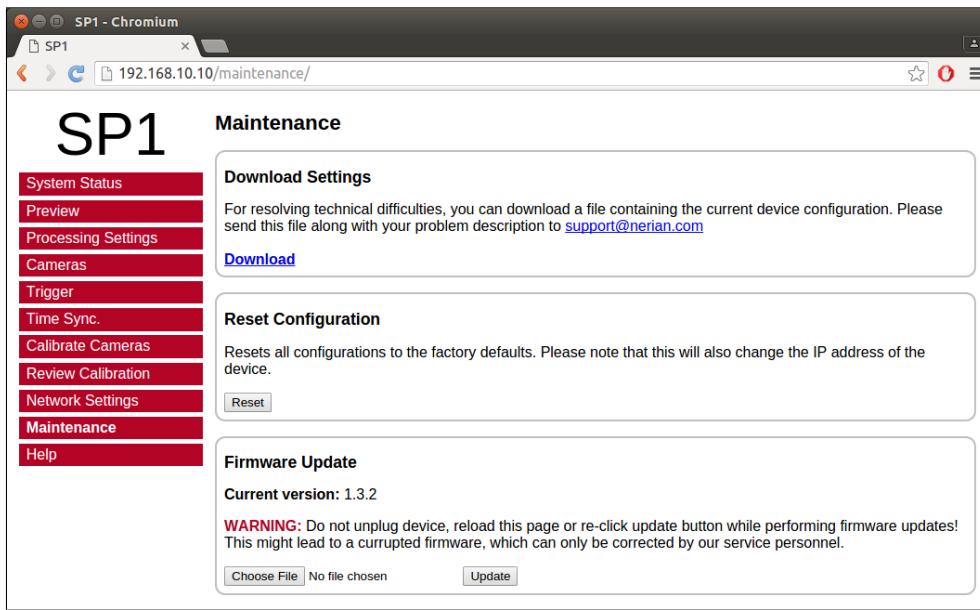 SP1 - Chromium
SP1
192.168.10.10/maintenance/
SP1
System Status
Preview
Processing Settings
Cameras
Trigger
Time Sync.
Calibrate Cameras
Review Calibration
Network Settings
Maintenance
Help
Maintenance
Download Settings
For resolving technical difficulties, you can download a file containing the current device configuration. Please
send this file along with your problem description to support@nerian.com
Download
Reset Configuration
Resets all configurations to the factory defaults. Please note that this will also change the IP address of the
device.
Reset
Firmware Update
Current version: 1.3.2
WARNING: Do not unplug device, reload this page or re-click update button while performing firmware updates!
This might lead to a currupted firmware, which can only be corrected by our service personnel.
Choose File No file chosen Update